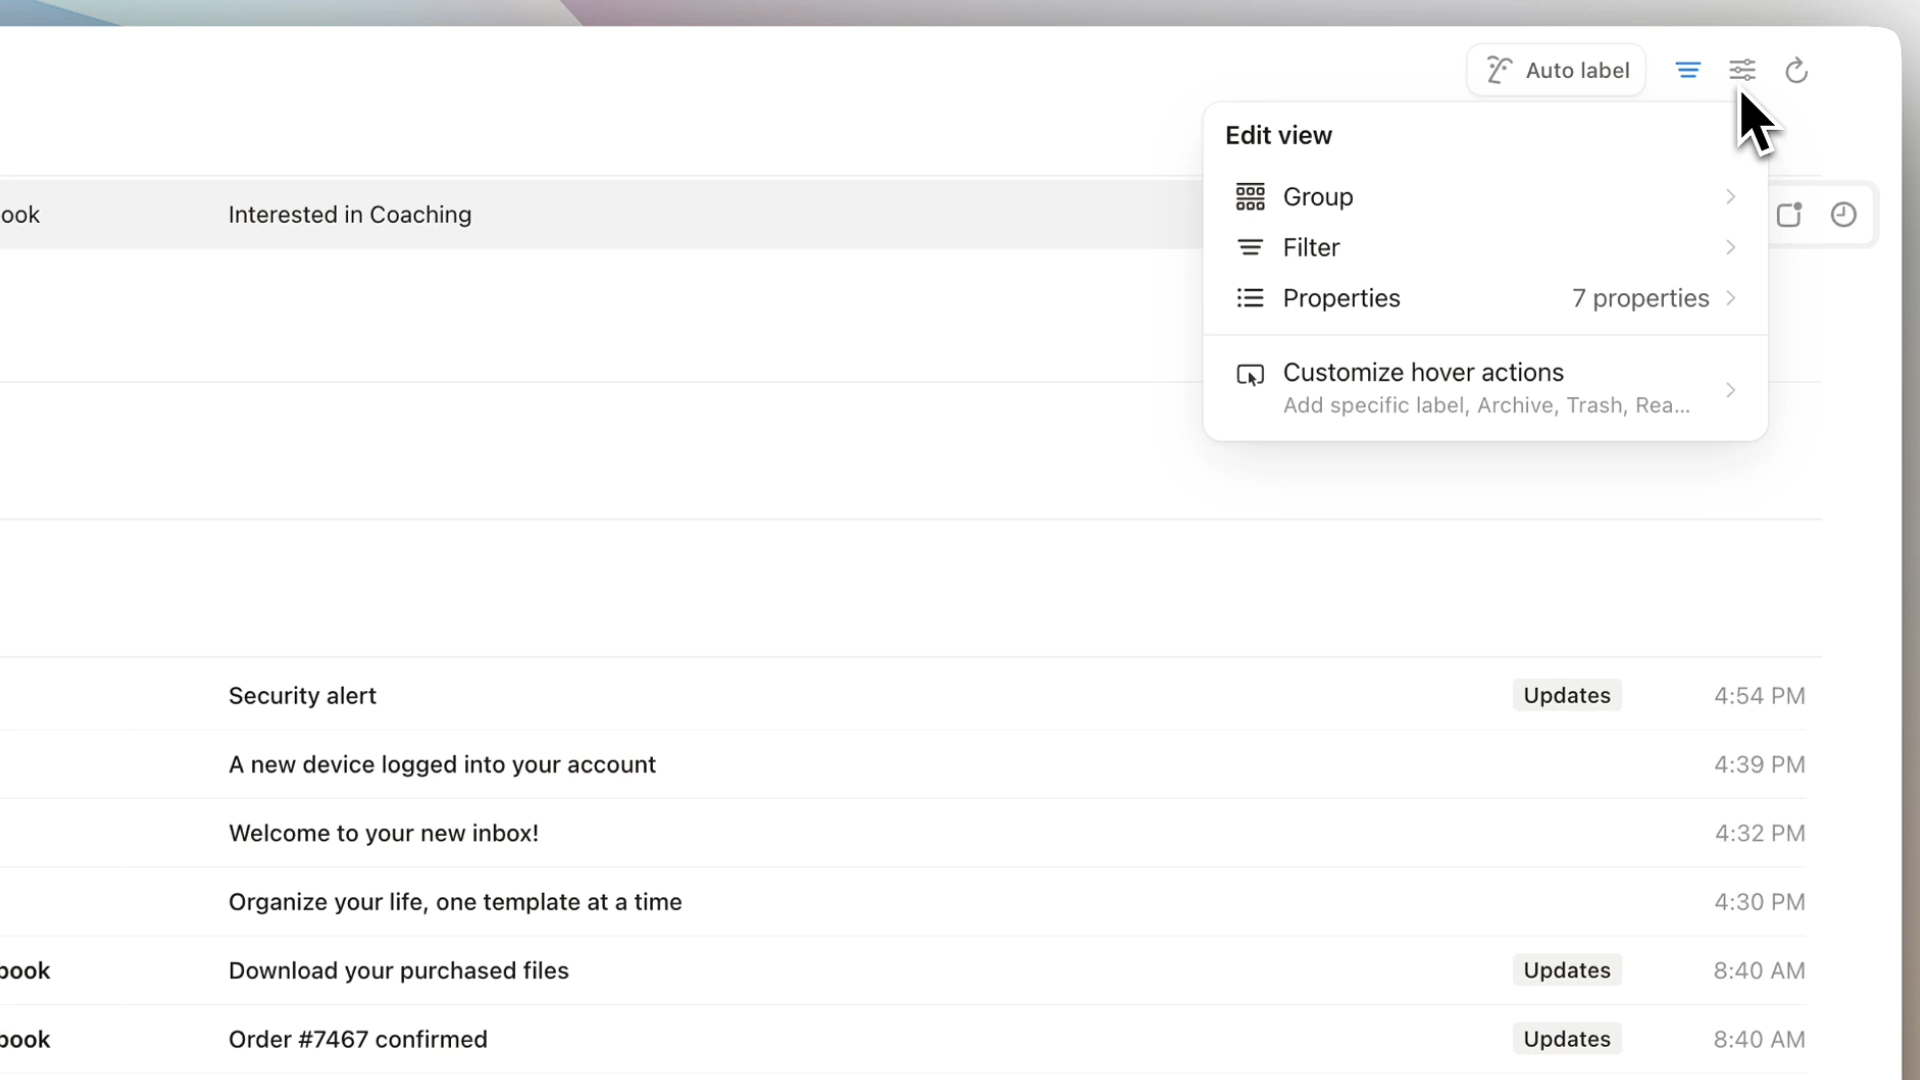 Auto label
Edit view
Group
Filter
Properties 7 properties
Customize hover actions
Add specific label, Archive, Trash, Rea...
ook Interested in Coaching
Security alert Updates 4:54 PM
A new device logged into your account 4:39 PM
Welcome to your new inbox! 4:32 PM
Organize your life, one template at a time 4:30 PM
book Download your purchased files Updates 8:40 AM
book Order #7467 confirmed Updates 8:40 AM